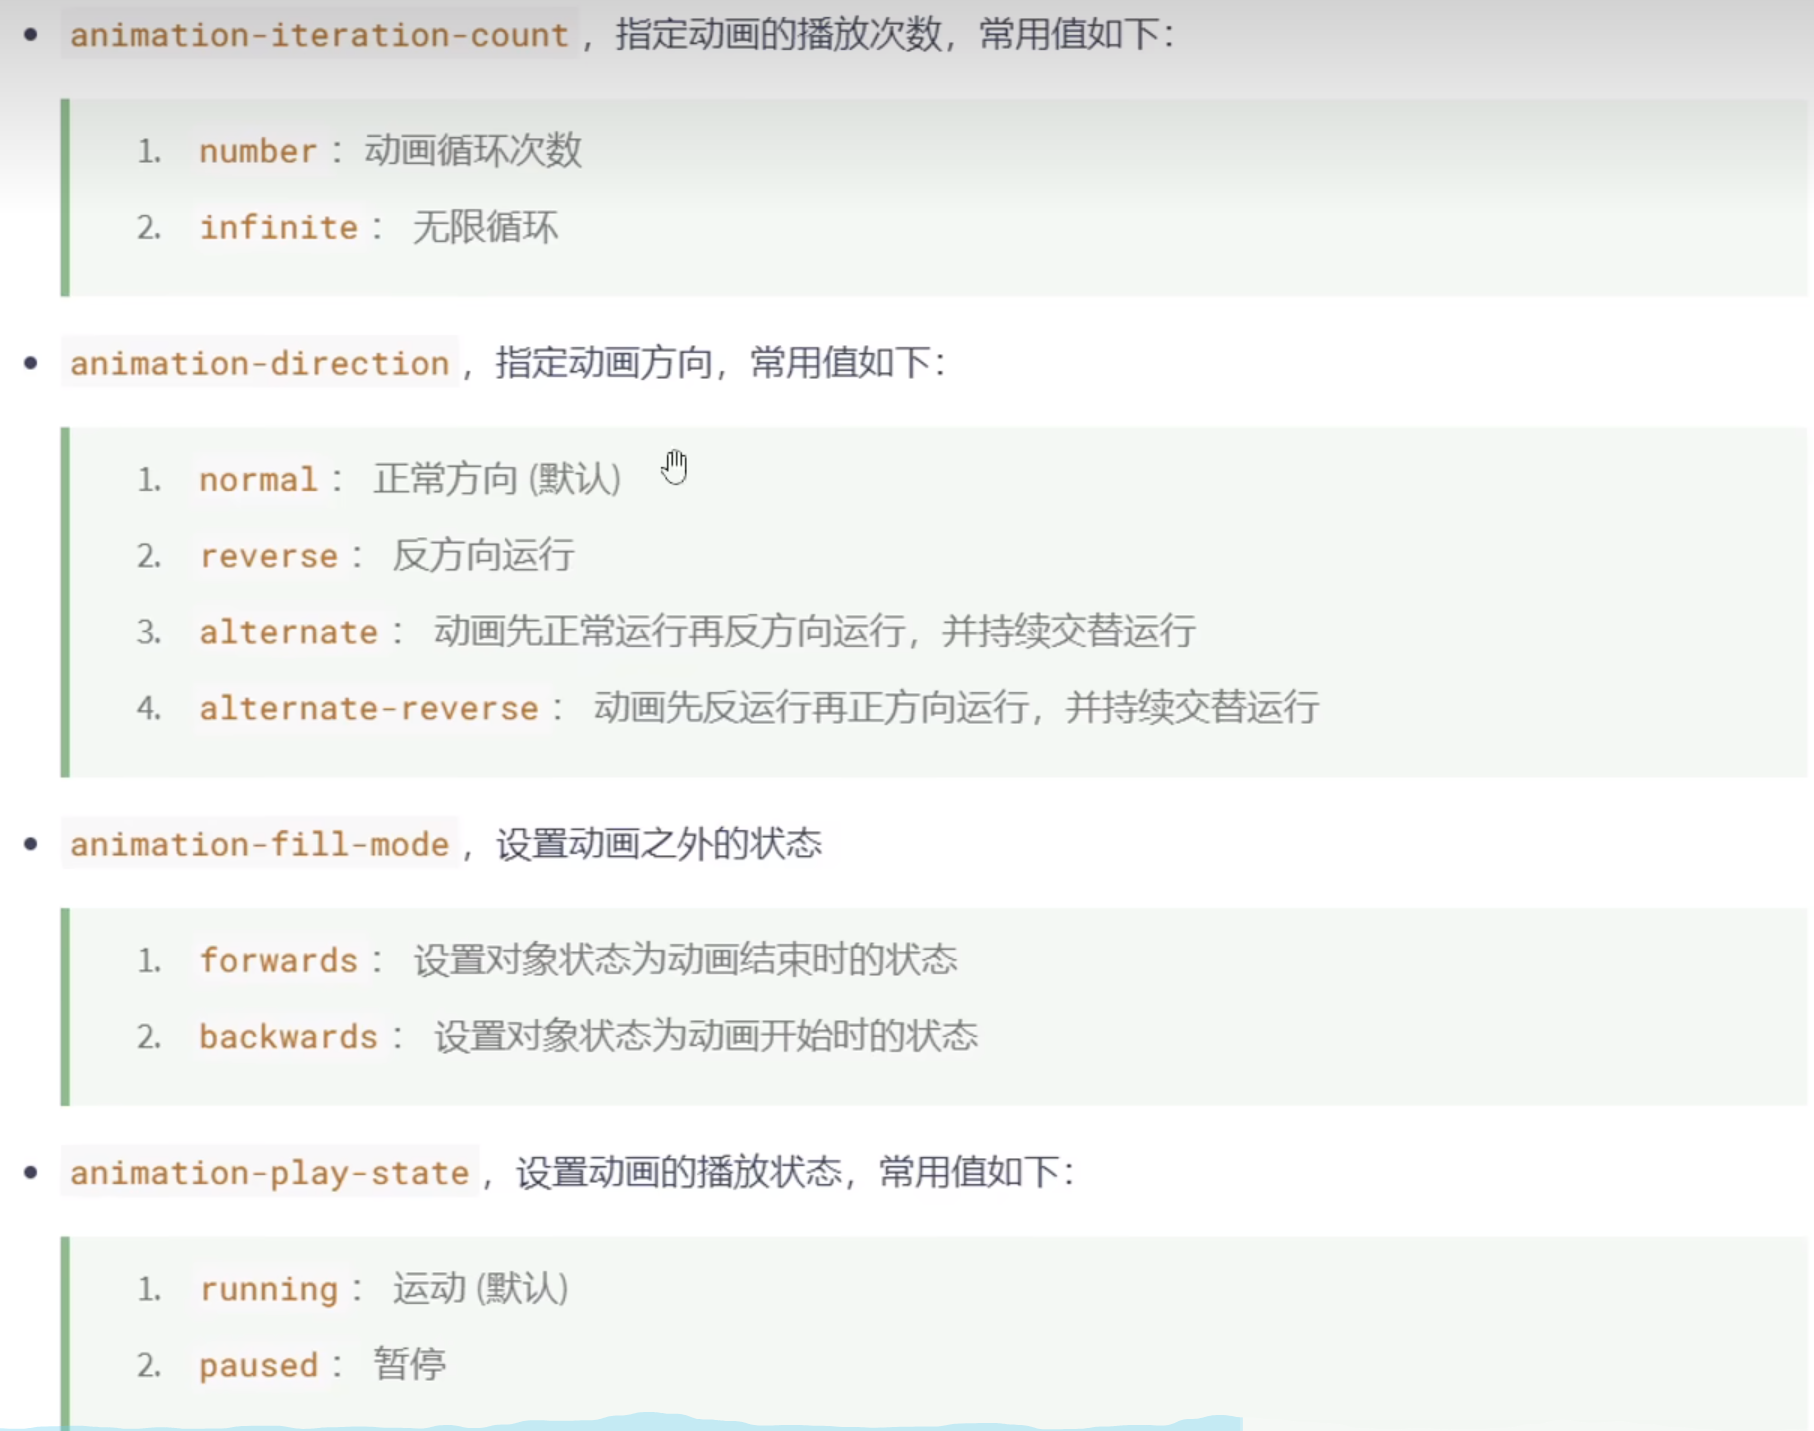 • animation-iteration-count，指定动画的播放次数，常用值如下：
1. number：动画循环次数
2. infinite：无限循环
• animation-direction，指定动画方向，常用值如下：
1. normal：正常方向 (默认)
2. reverse：反方向运行
3. alternate：动画先正常运行再反方向运行，并持续交替运行
4. alternate-reverse：动画先反运行再正方向运行，并持续交替运行
• animation-fill-mode，设置动画之外的状态
1. forwards：设置对象状态为动画结束时的状态
2. backwards：设置对象状态为动画开始时的状态
• animation-play-state，设置动画的播放状态，常用值如下：
1. running：运动 (默认)
2. paused：暂停